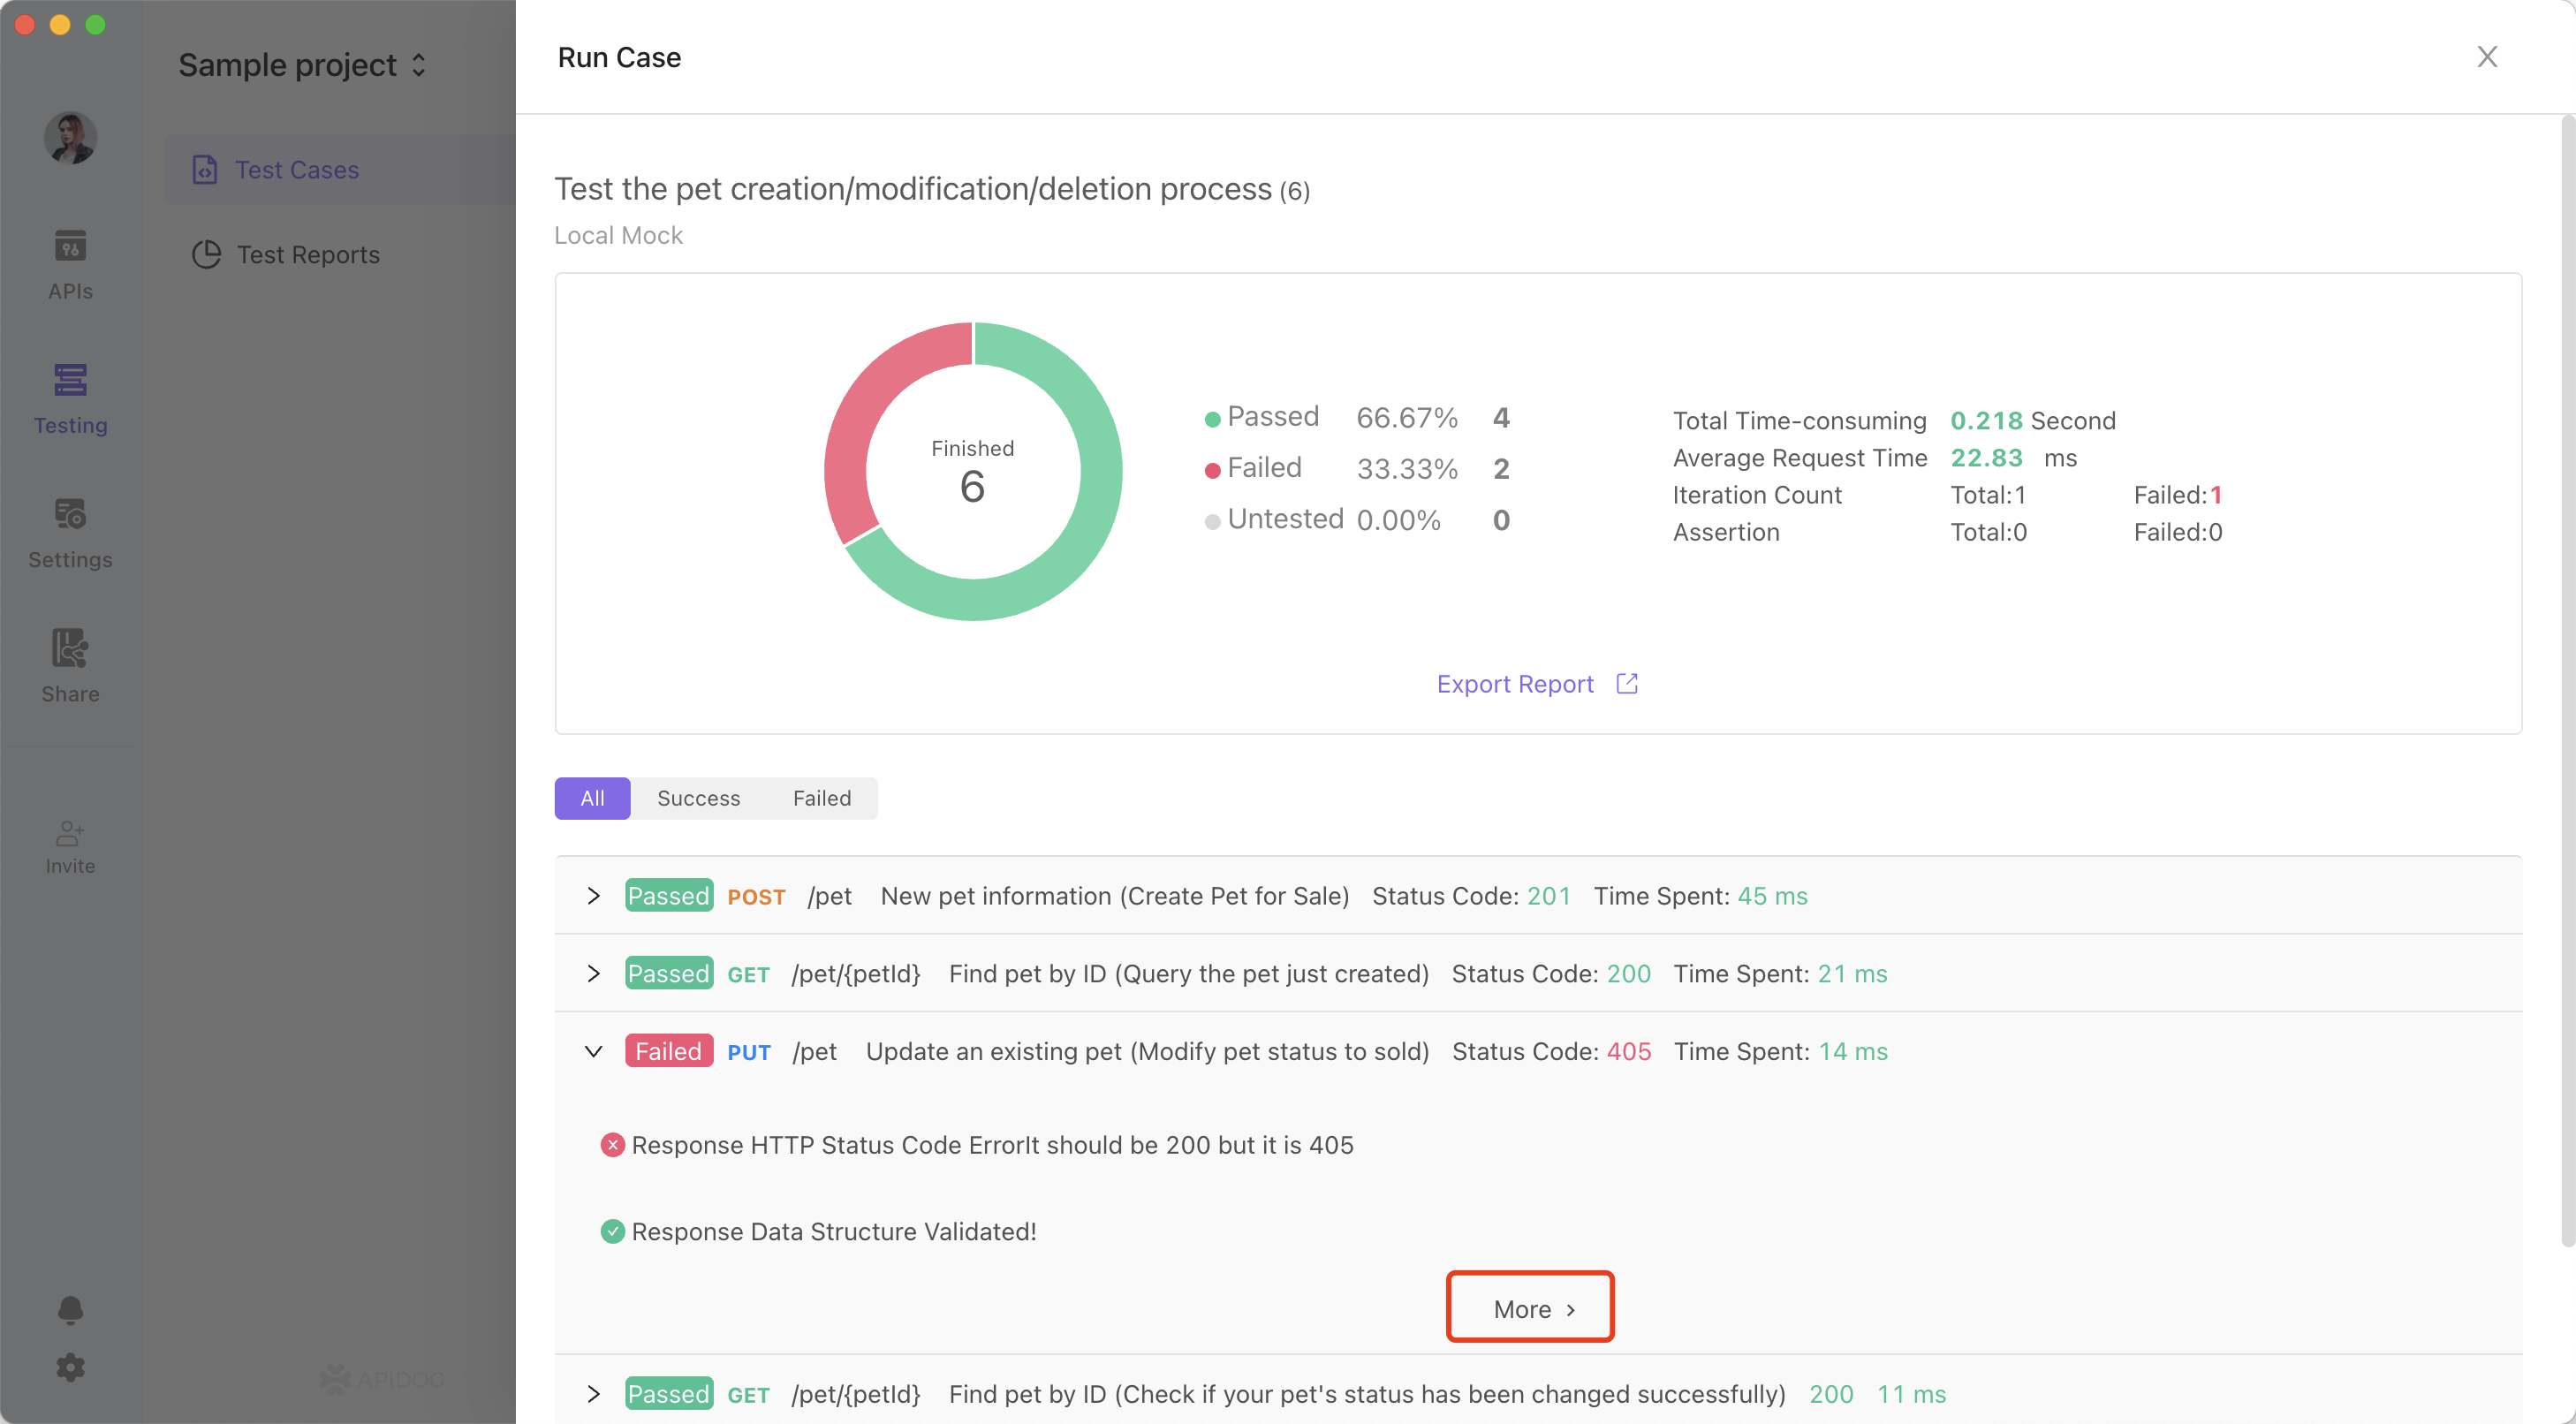 Sample project
Test Cases
Test Reports
APIs
Testing
Settings
Share
Invite
APIDOG
Run Case
X
Test the pet creation/modification/deletion process (6)
Local Mock
Finished
6
Passed 66.67% 4
Failed 33.33% 2
Untested 0.00% 0
Total Time-consuming 0.218 Second
Average Request Time 22.83 ms
Iteration Count Total:1 Failed:1
Assertion Total:0 Failed:0
Export Report
All Success Failed
Passed POST /pet New pet information (Create Pet for Sale) Status Code: 201 Time Spent: 45 ms
Passed GET /pet/{petId} Find pet by ID (Query the pet just created) Status Code: 200 Time Spent: 21 ms
Failed PUT /pet Update an existing pet (Modify pet status to sold) Status Code: 405 Time Spent: 14 ms
Response HTTP Status Code ErrorIt should be 200 but it is 405
Response Data Structure Validated!
More >
Passed GET /pet/{petId} Find pet by ID (Check if your pet's status has been changed successfully) 200 11 ms